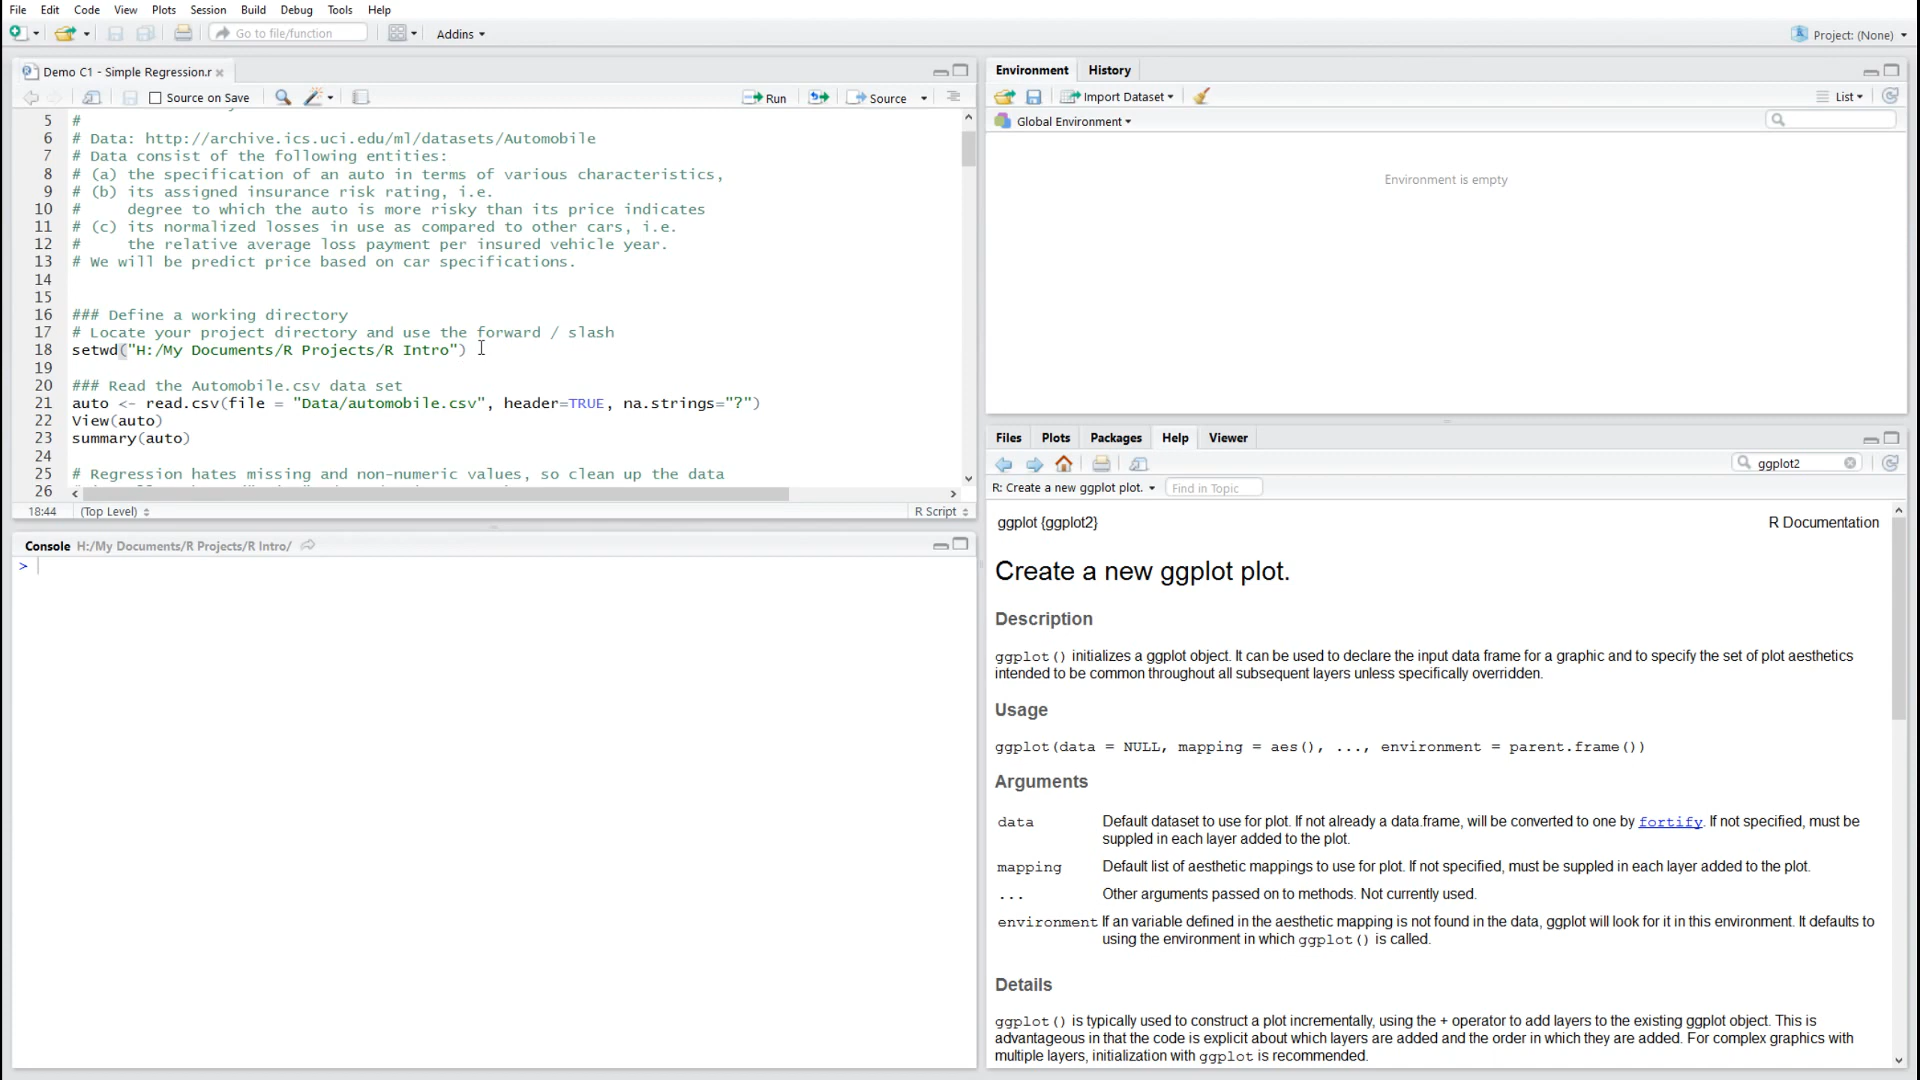 File Edit Code View Plots Session Build Debug Tools Help
Go to file/function Addins Project: (None)
Demo C1 - Simple Regression.r
Source on Save Run Source
5 #
6 # Data: http://archive.ics.uci.edu/ml/datasets/Automobile
7 # Data consist of the following entities:
8 # (a) the specification of an auto in terms of various characteristics,
9 # (b) its assigned insurance risk rating, i.e.
10 # degree to which the auto is more risky than its price indicates
11 # (c) its normalized losses in use as compared to other cars, i.e.
12 # the relative average loss payment per insured vehicle year.
13 # We will be predict price based on car specifications.
14
15
16 ### Define a working directory
17 # Locate your project directory and use the forward / slash
18 setwd("H:/My Documents/R Projects/R Intro")
19
20 ### Read the Automobile.csv data set
21 auto <- read.csv(file = "Data/automobile.csv", header=TRUE, na.strings="?")
22 View(auto)
23 summary(auto)
24
25 # Regression hates missing and non-numeric values, so clean up the data
26
18:44 (Top Level) R Script
Console H:/My Documents/R Projects/R Intro/
>
Environment History
Import Dataset List
Global Environment
Environment is empty
Files Plots Packages Help Viewer
ggplot2
R: Create a new ggplot plot. Find in Topic
ggplot {ggplot2} R Documentation
Create a new ggplot plot.
Description
ggplot() initializes a ggplot object. It can be used to declare the input data frame for a graphic and to specify the set of plot aesthetics
intended to be common throughout all subsequent layers unless specifically overridden.
Usage
ggplot(data = NULL, mapping = aes(), ..., environment = parent.frame())
Arguments
data Default dataset to use for plot. If not already a data.frame, will be converted to one by fortify. If not specified, must be
suppled in each layer added to the plot.
mapping Default list of aesthetic mappings to use for plot. If not specified, must be suppled in each layer added to the plot.
... Other arguments passed on to methods. Not currently used.
environment If an variable defined in the aesthetic mapping is not found in the data, ggplot will look for it in this environment. It defaults to
using the environment in which ggplot() is called.
Details
ggplot() is typically used to construct a plot incrementally, using the + operator to add layers to the existing ggplot object. This is
advantageous in that the code is explicit about which layers are added and the order in which they are added. For complex graphics with
multiple layers, initialization with ggplot is recommended.